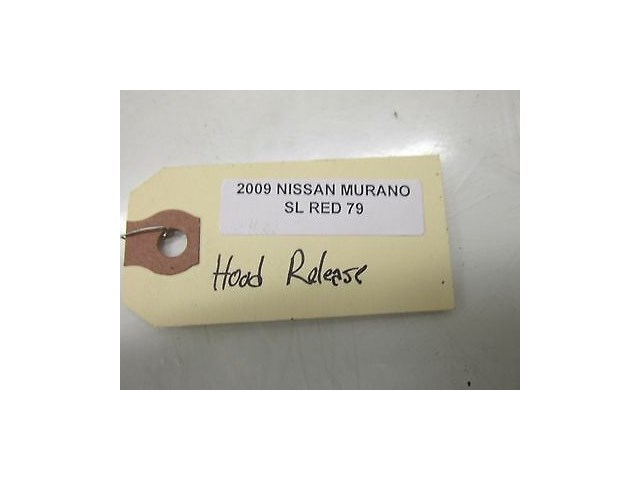 2009 NISSAN MURANO
SL RED 79
Hood Release